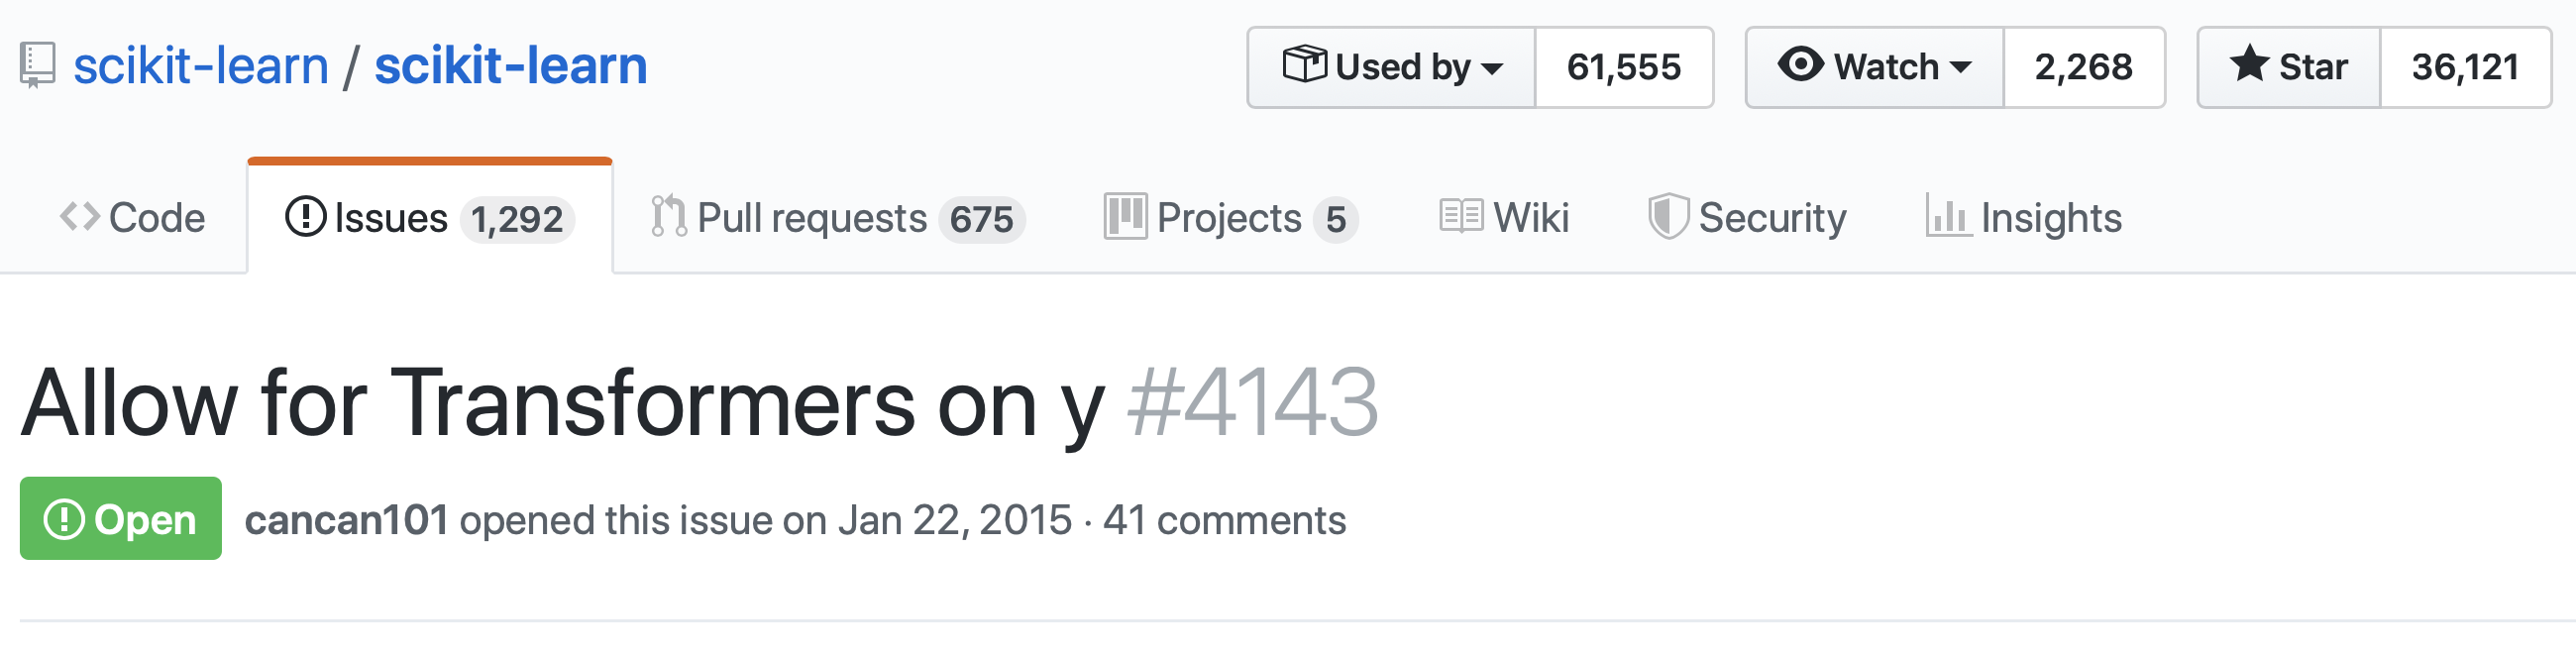 scikit-learn / scikit-learn
Used by 61,555 Watch 2,268 Star 36,121
Code Issues 1,292 Pull requests 675 Projects 5 Wiki Security Insights
Allow for Transformers on y #4143
Open cancan101 opened this issue on Jan 22, 2015 · 41 comments